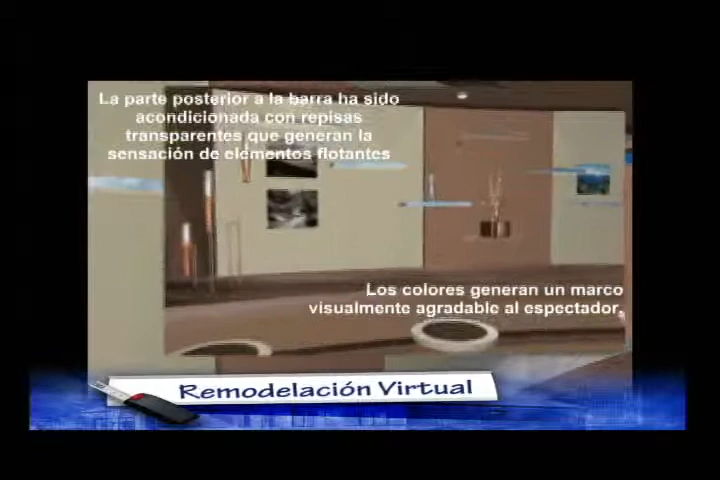 La parte posterior a la barra ha sido
acondicionada con repisas
transparentes que generan la
sensación de elementos flotantes
Los colores generan un marco
visualmente agradable al espectador.
Remodelación Virtual